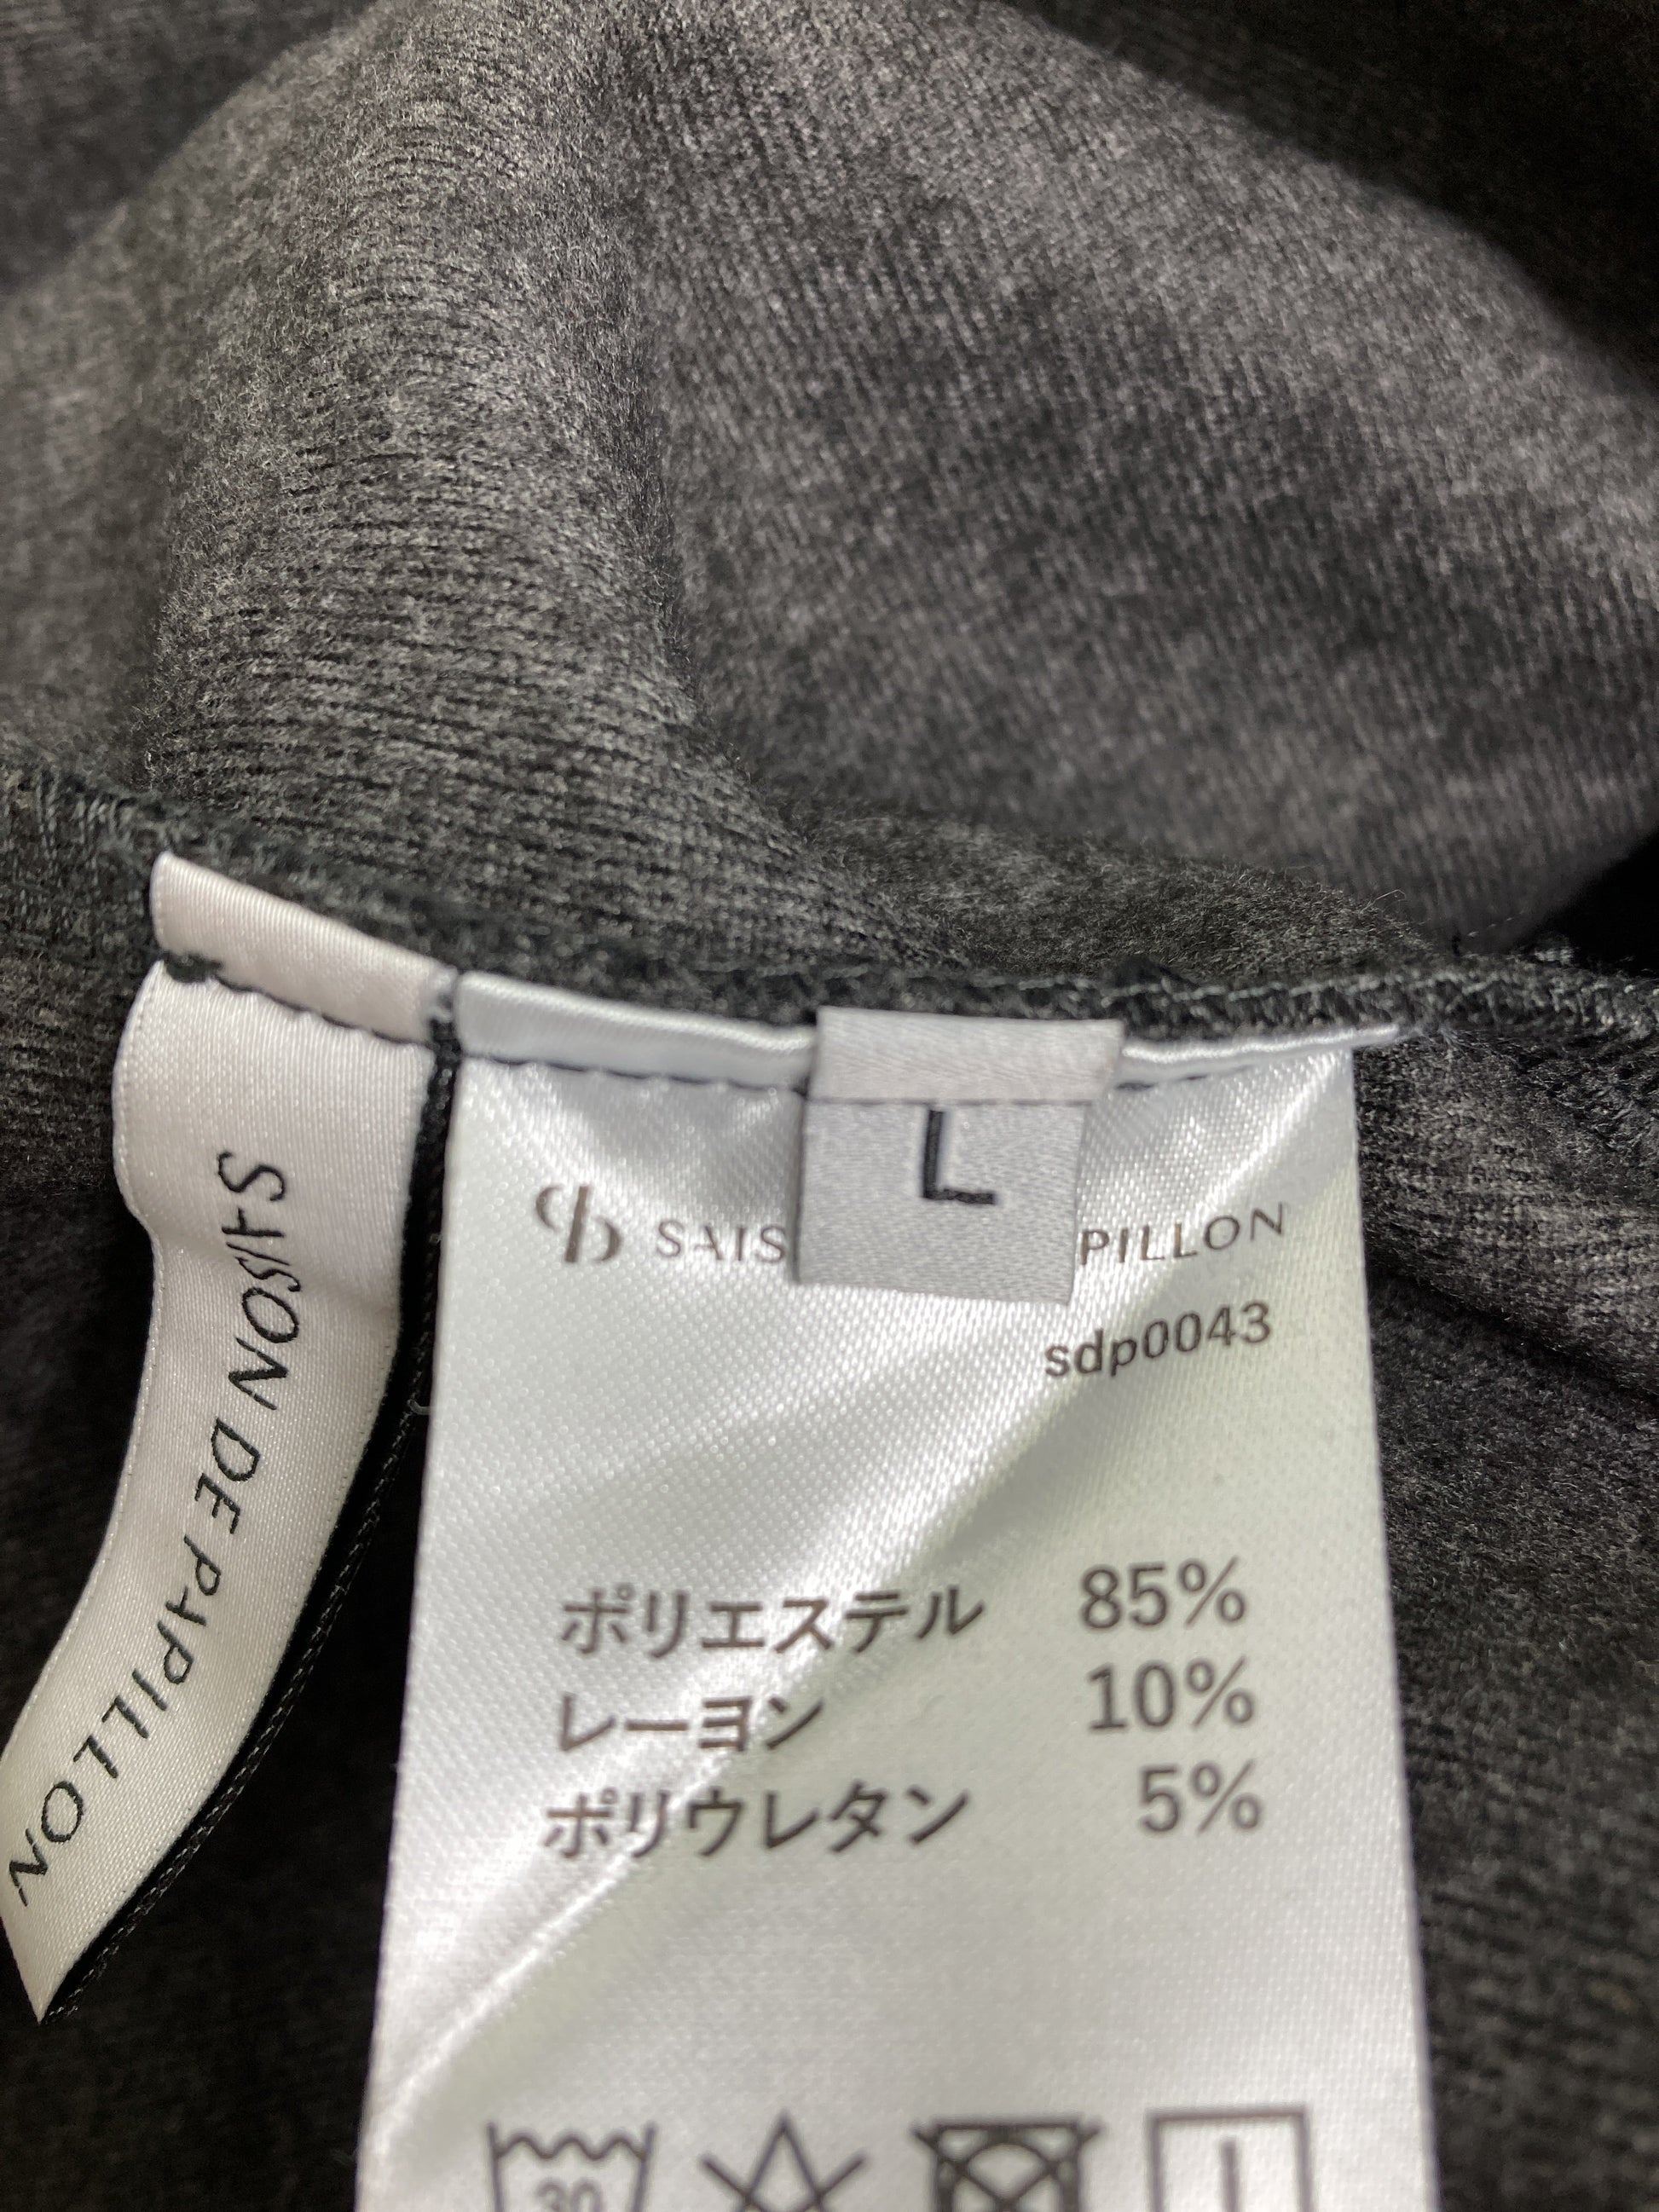 SAISON DE PAPILLON
L
SAIS PILLON
sdp0043
ポリエステル 85%
レーヨン 10%
ポリウレタン 5%
30